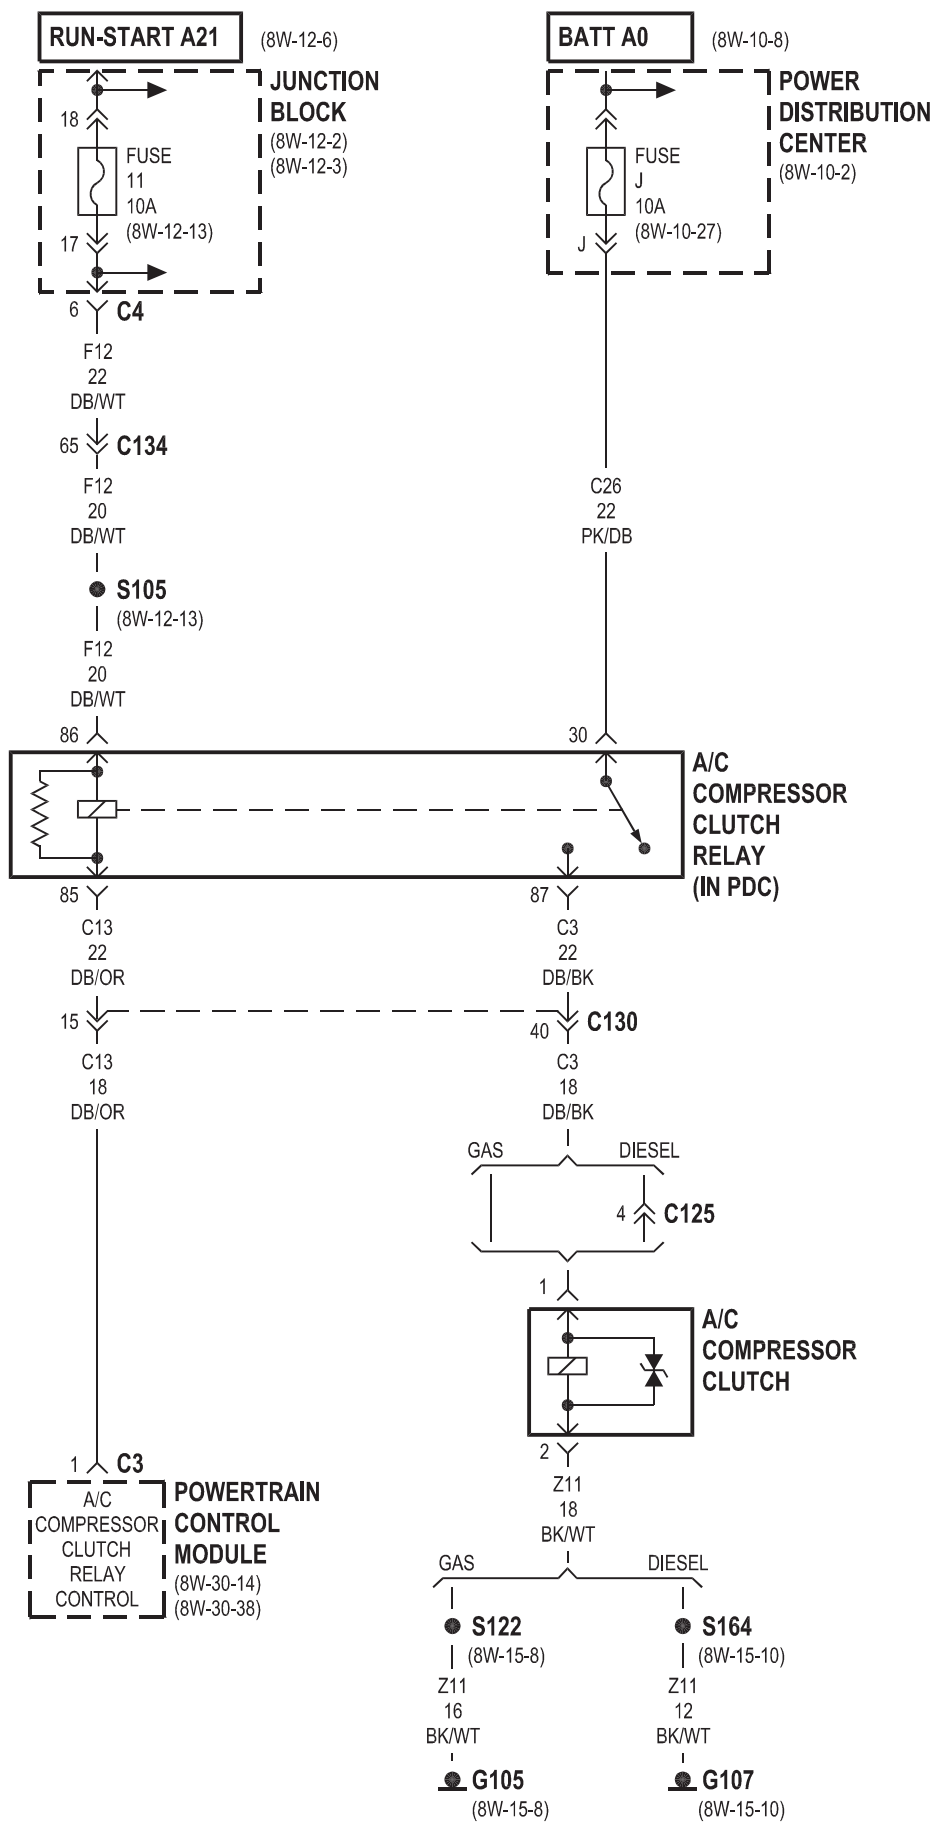 RUN-START A21
(8W-12-6)
BATT A0
(8W-10-8)
JUNCTION
BLOCK
(8W-12-2)
(8W-12-3)
18
FUSE
11
10A
(8W-12-13)
17
POWER
DISTRIBUTION
CENTER
(8W-10-2)
FUSE
J
10A
(8W-10-27)
J
6
C4
F12
22
DB/WT
65
C134
F12
20
DB/WT
S105
(8W-12-13)
F12
20
DB/WT
86
C26
22
PK/DB
30
A/C
COMPRESSOR
CLUTCH
RELAY
(IN PDC)
85
C13
22
DB/OR
87
C3
22
DB/BK
15
40
C130
C13
18
DB/OR
C3
18
DB/BK
GAS
DIESEL
4
C125
1
A/C
COMPRESSOR
CLUTCH
2
1
C3
A/C
COMPRESSOR
CLUTCH
RELAY
CONTROL
POWERTRAIN
CONTROL
MODULE
(8W-30-14)
(8W-30-38)
Z11
18
BK/WT
GAS
DIESEL
S122
(8W-15-8)
S164
(8W-15-10)
Z11
16
BK/WT
Z11
12
BK/WT
G105
(8W-15-8)
G107
(8W-15-10)